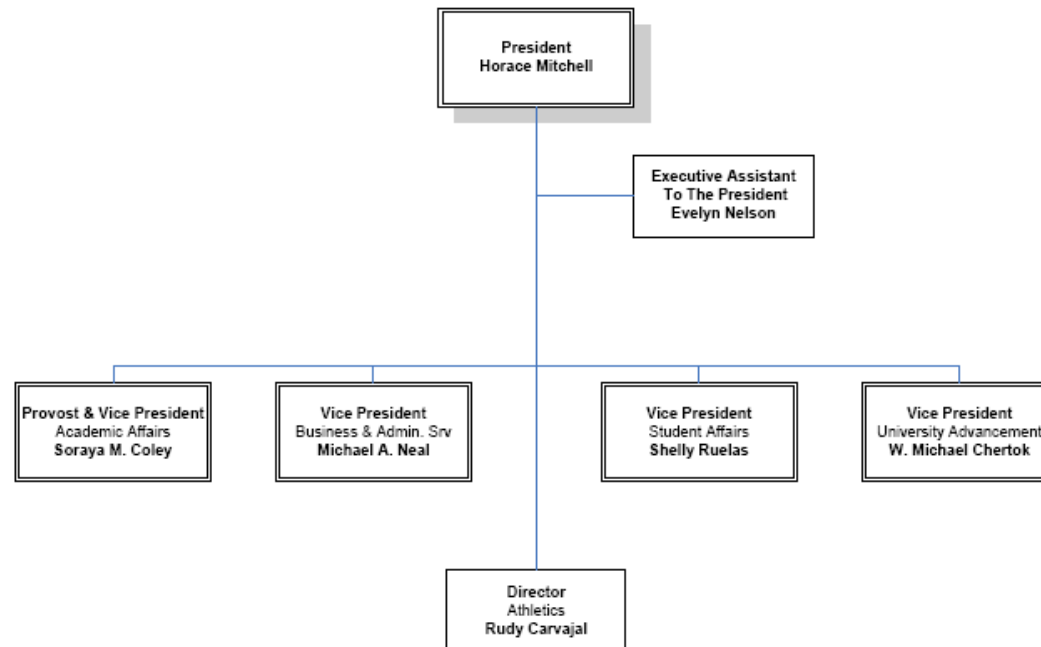 President
Horace Mitchell
Executive Assistant
To The President
Evelyn Nelson
Provost & Vice President
Academic Affairs
Soraya M. Coley
Vice President
Business & Admin. Srv
Michael A. Neal
Vice President
Student Affairs
Shelly Ruelas
Vice President
University Advancement
W. Michael Chertok
Director
Athletics
Rudy Carvajal